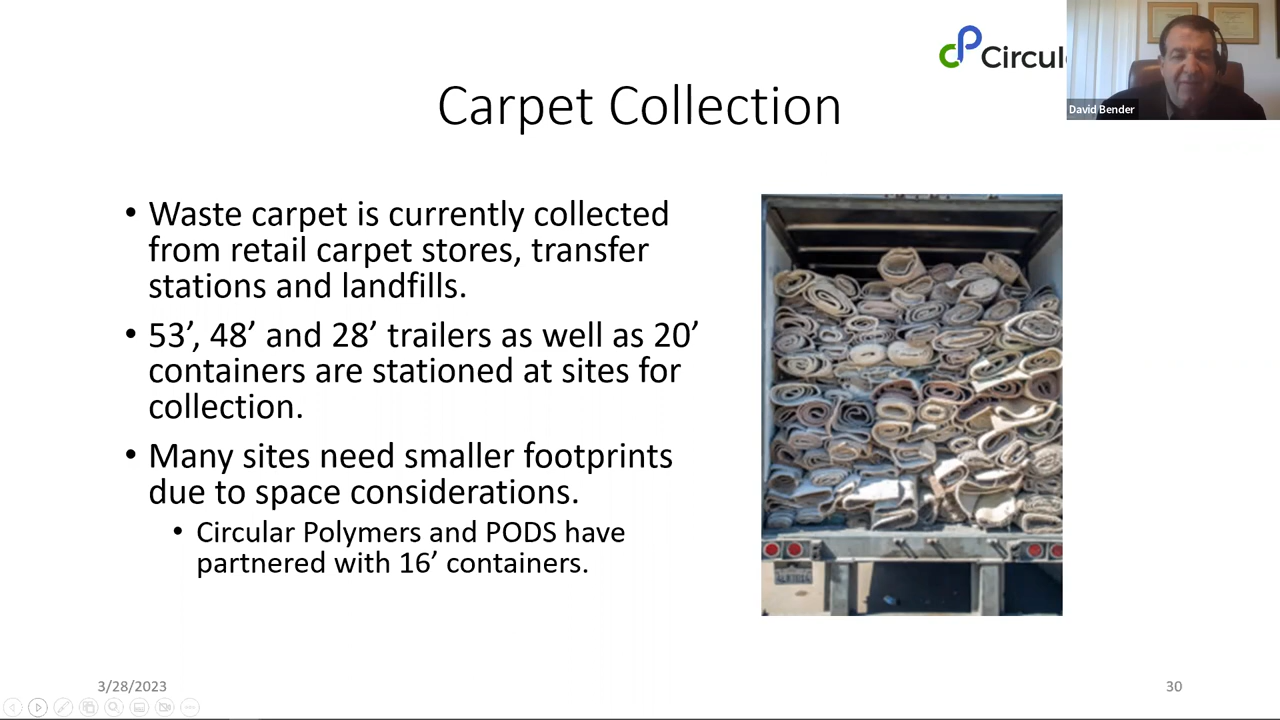 Circul
David Bender
Carpet Collection
• Waste carpet is currently collected
from retail carpet stores, transfer
stations and landfills.
• 53’, 48’ and 28’ trailers as well as 20’
containers are stationed at sites for
collection.
• Many sites need smaller footprints
due to space considerations.
• Circular Polymers and PODS have
partnered with 16’ containers.
3/28/2023
30